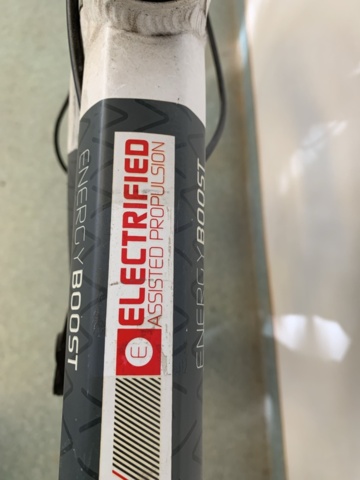 ENERGYBOOST
E ELECTRIFIED
ASSISTED PROPULSION
ENERGYBOOST